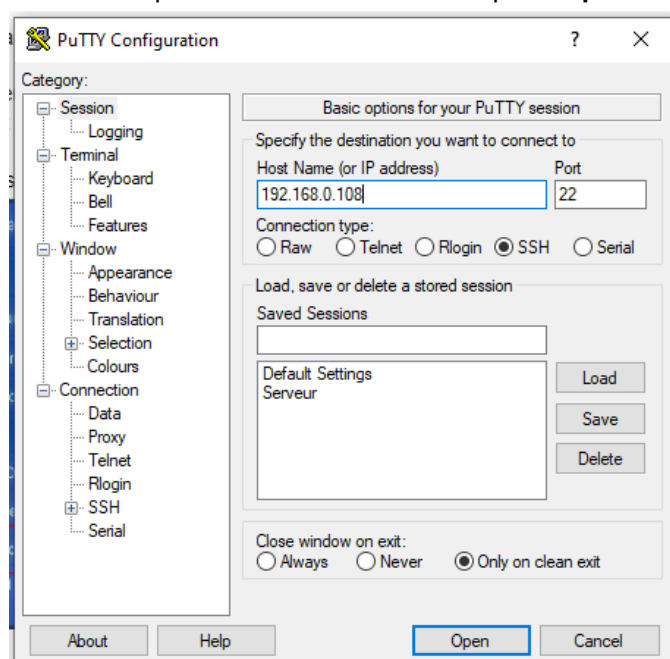 PuTTY Configuration
?
Category:
Session
Logging
Terminal
Keyboard
Bell
Features
Window
Appearance
Behaviour
Translation
Selection
Colours
Connection
Data
Proxy
Telnet
Rlogin
SSH
Serial
Basic options for your PuTTY session
Specify the destination you want to connect to
Host Name (or IP address) Port
192.168.0.108 22
Connection type:
Raw Telnet Rlogin SSH Serial
Load, save or delete a stored session
Saved Sessions
Default Settings
Serveur
Load
Save
Delete
Close window on exit:
Always Never Only on clean exit
About Help Open Cancel